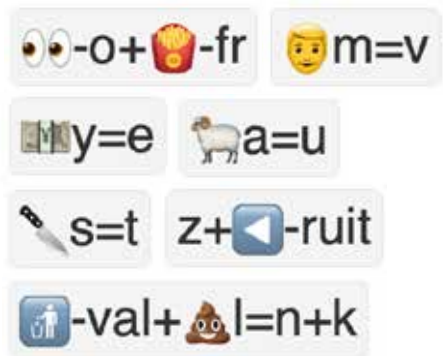 👀-o+🍟-fr 👨m=v
💴y=e 🐏a=u
🔪s=t z+◀️-ruit
🚮-val+💩l=n+k